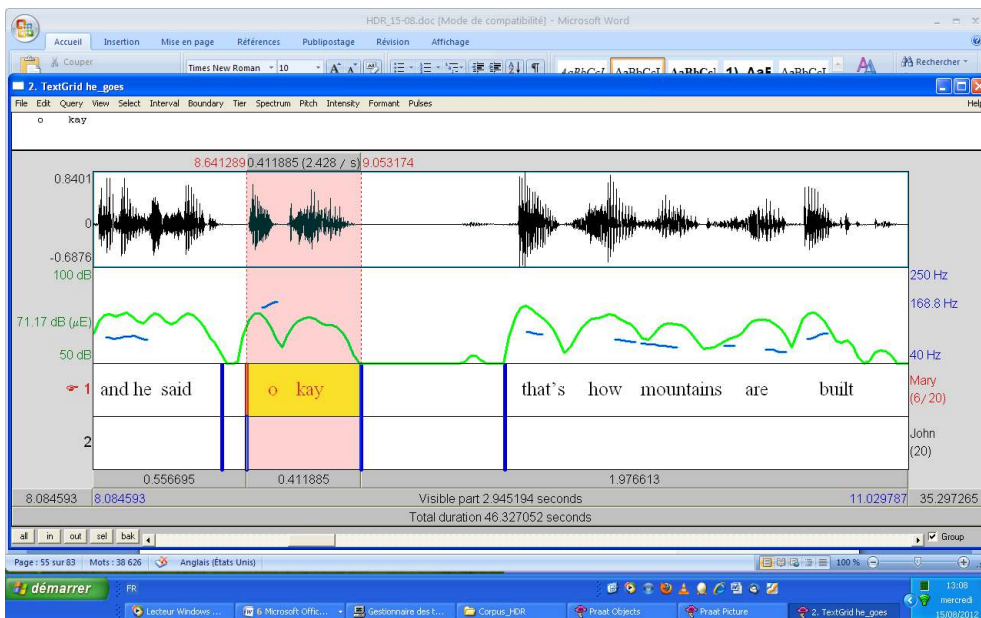 HDR_15-08.doc [Mode de compatibilité] - Microsoft Word
Accueil Insertion Mise en page Références Publipostage Révision Affichage
Couper Times New Roman 10 AaBbCcI AaBbCcI AaBbCcI 1) AaB AaBbCcI Rechercher
2. TextGrid he_goes
File Edit Query View Select Interval Boundary Tier Spectrum Pitch Intensity Formant Pulses Help
o kay
8.641289 0.411885 (2.428 / s) 9.053174
0.8401
0
-0.6876
100 dB 250 Hz
168.8 Hz
71.17 dB (µE)
50 dB 40 Hz
1 and he said o kay that's how mountains are built Mary
(6/20)
2 John
(20)
0.556695 0.411885 1.976613
8.084593 8.084593 Visible part 2.945194 seconds 11.029787 35.297265
Total duration 46.327052 seconds
all in out sel bak Group
Page : 55 sur 83 Mots : 38 626 Anglais (États Unis) 100 %
démarrer FR 13:08
mercredi
Lecteur Windows ... 6 Microsoft Offic... Gestionnaire des t... Corpus_HDR Praat Objects Praat Picture 2. TextGrid he_goes 15/08/2012